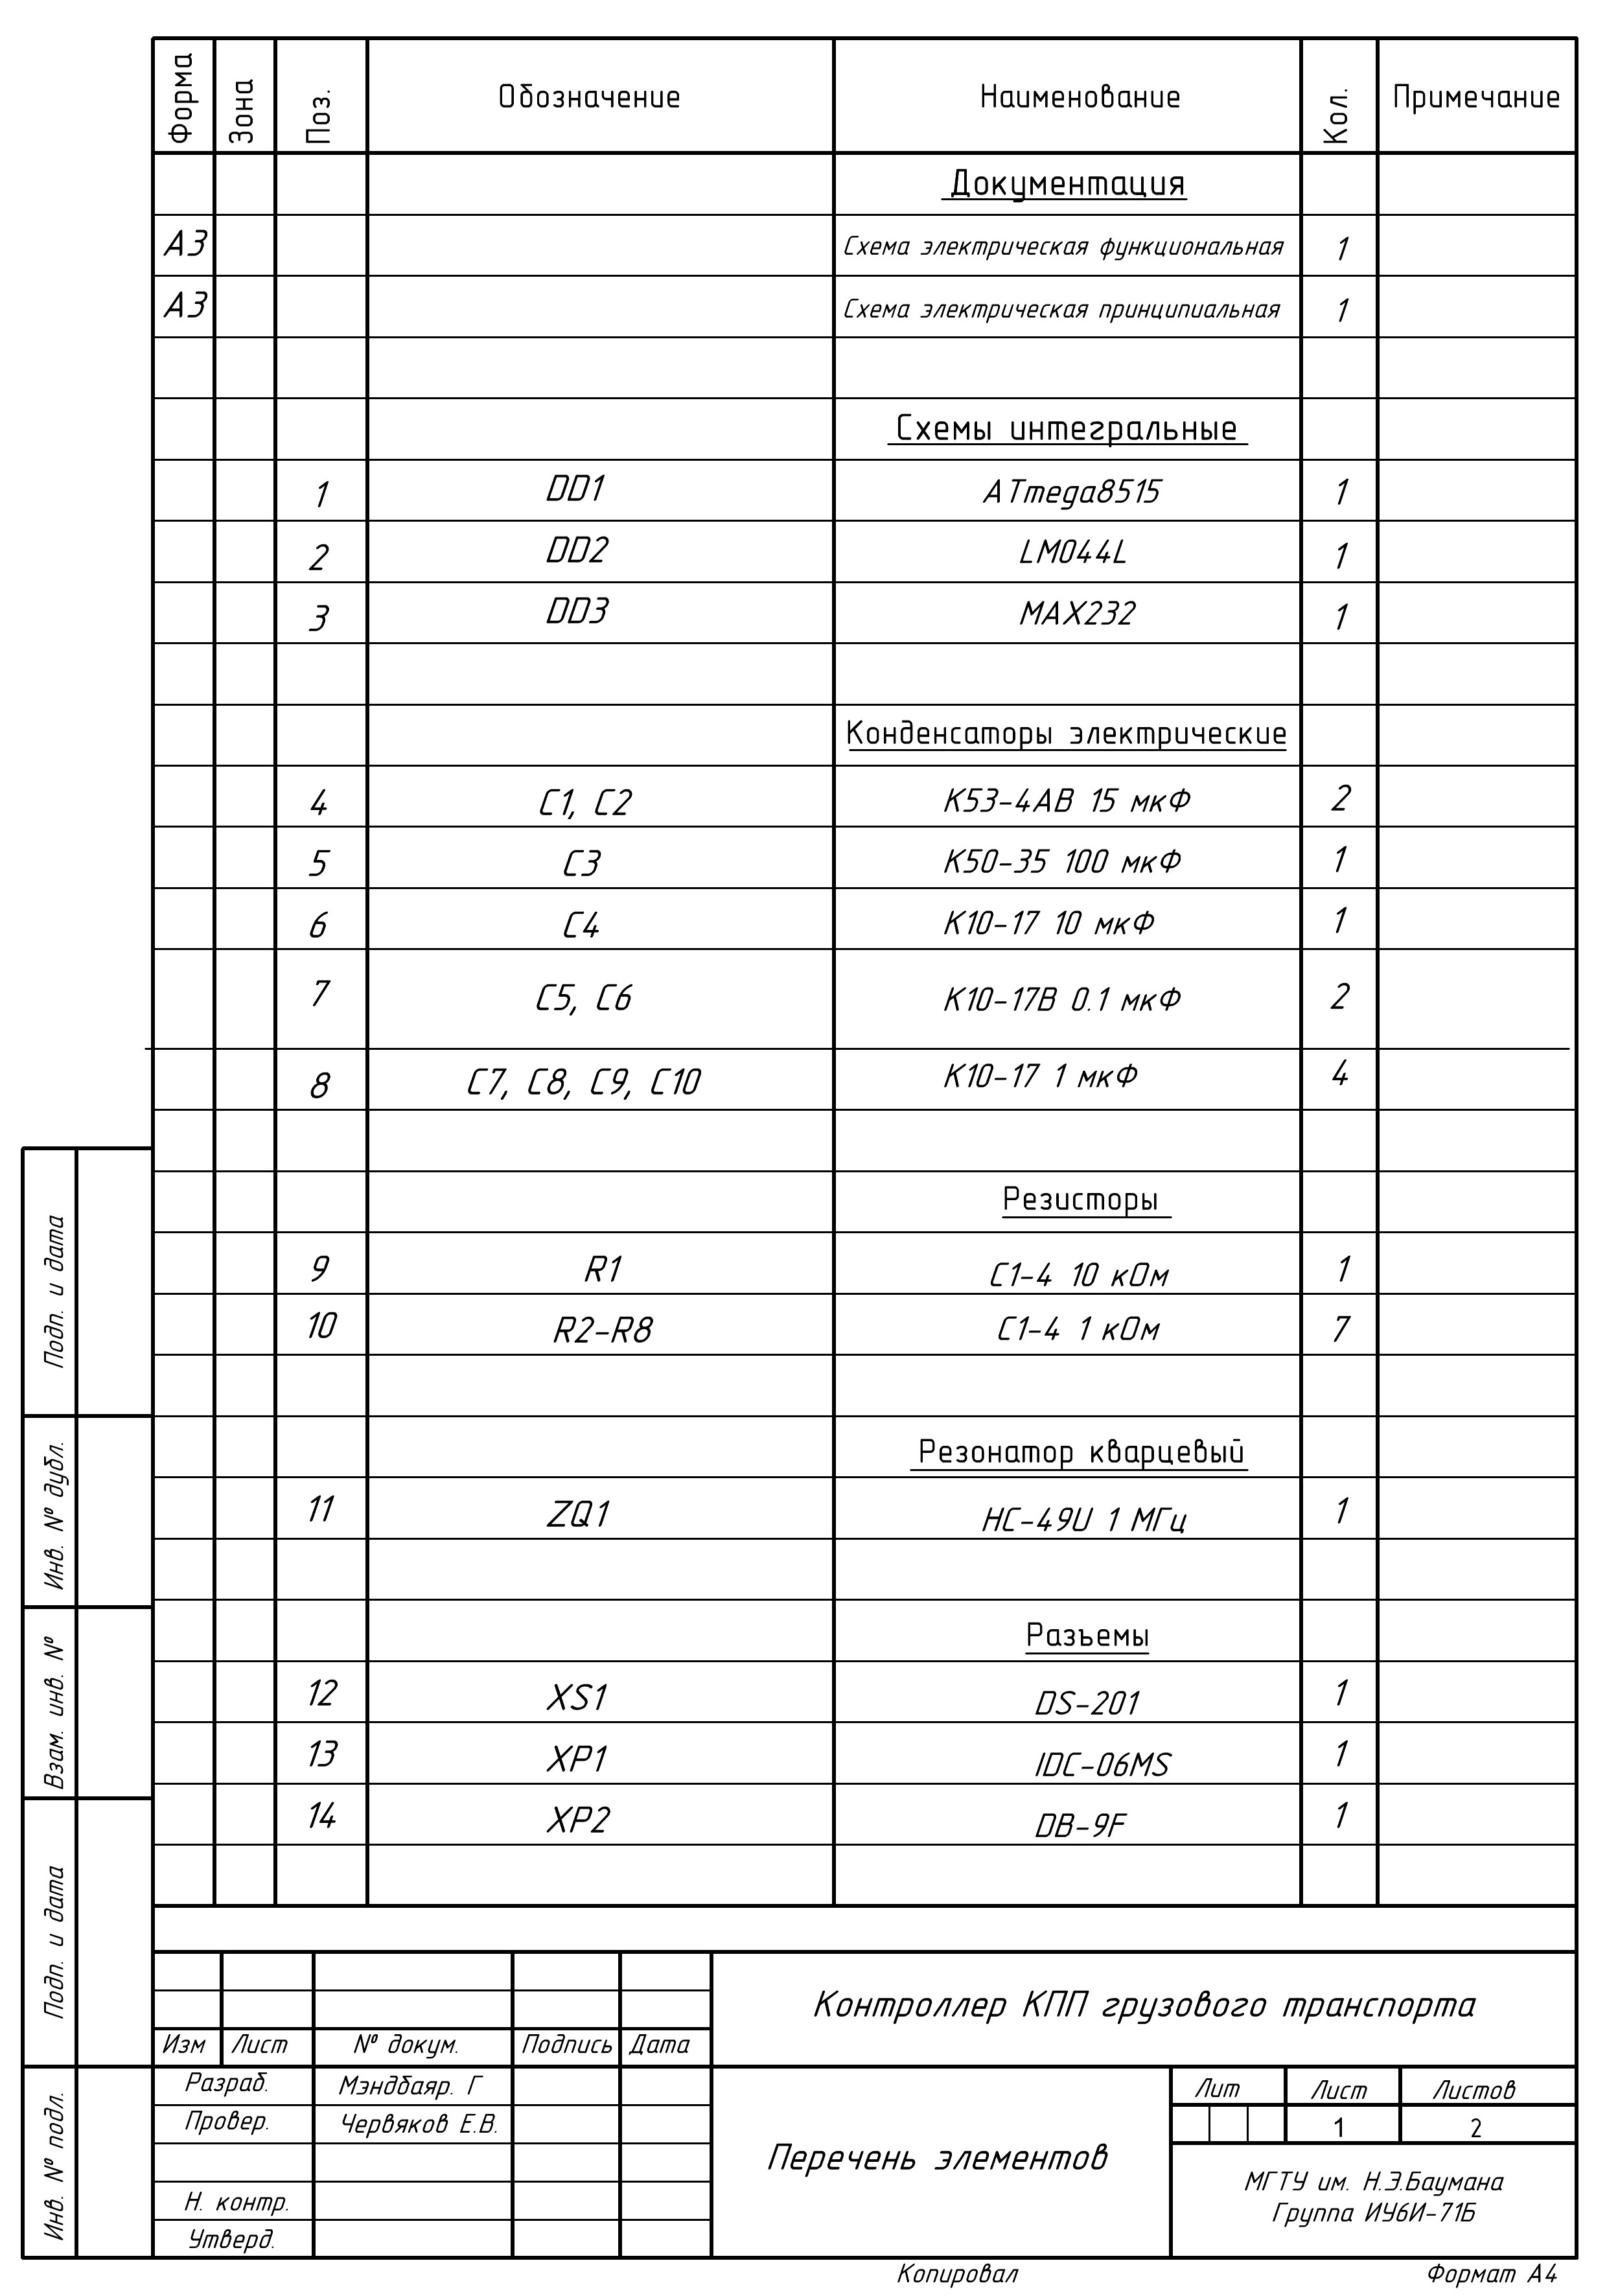 Форма Зона Поз. Обозначение Наименование Кол. Примечание
Документация
А3 Схема электрическая функциональная 1
А3 Схема электрическая принципиальная 1
Схемы интегральные
1 DD1 ATmega8515 1
2 DD2 LM044L 1
3 DD3 MAX232 1
Конденсаторы электрические
4 C1, C2 К53-4АВ 15 мкФ 2
5 C3 К50-35 100 мкФ 1
6 C4 К10-17 10 мкФ 1
7 C5, C6 К10-17В 0.1 мкФ 2
8 C7, C8, C9, C10 К10-17 1 мкФ 4
Резисторы
9 R1 С1-4 10 кОм 1
10 R2-R8 С1-4 1 кОм 7
Резонатор кварцевый
11 ZQ1 HC-49U 1 МГц 1
Разъемы
12 XS1 DS-201 1
13 XP1 IDC-06MS 1
14 XP2 DB-9F 1
Подп. и дата
Инв. № дубл.
Взам. инв. №
Подп. и дата
Инв. № подл.
Контроллер КПП грузового транспорта
Изм Лист № докум. Подпись Дата
Разраб. Мэндбаяр. Г
Провер. Червяков Е.В.
Н. контр.
Утверд.
Перечень элементов
Лит Лист Листов
1 2
МГТУ им. Н.Э.Баумана
Группа ИУ6И-71Б
Копировал Формат А4